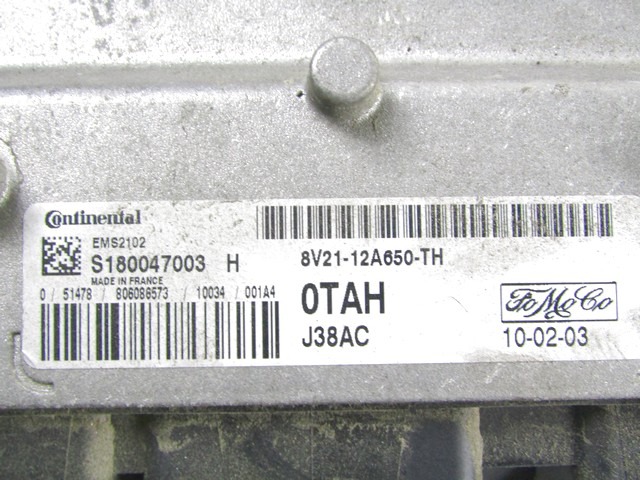 Continental
EMS2102
S180047003 H
MADE IN FRANCE
0 / 51478 / 806086573 / 10034 / 001A4
8V21-12A650-TH
0TAH
J38AC
FoMoCo
10-02-03